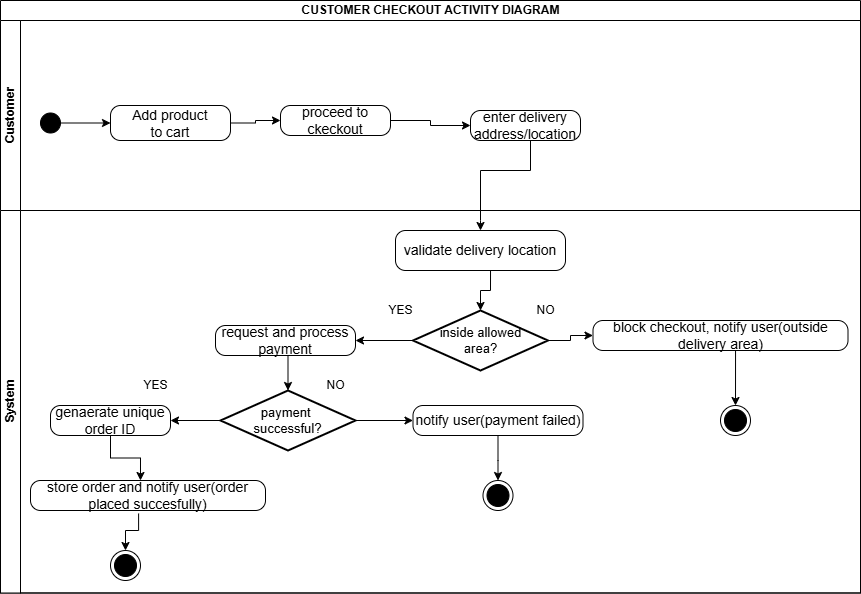 CUSTOMER CHECKOUT ACTIVITY DIAGRAM
Customer
Add product
to cart
proceed to
ckeckout
enter delivery
address/location
System
validate delivery location
YES
NO
inside allowed
area?
request and process
payment
block checkout, notify user(outside
delivery area)
YES
NO
payment
successful?
genaerate unique
order ID
notify user(payment failed)
store order and notify user(order
placed succesfully)